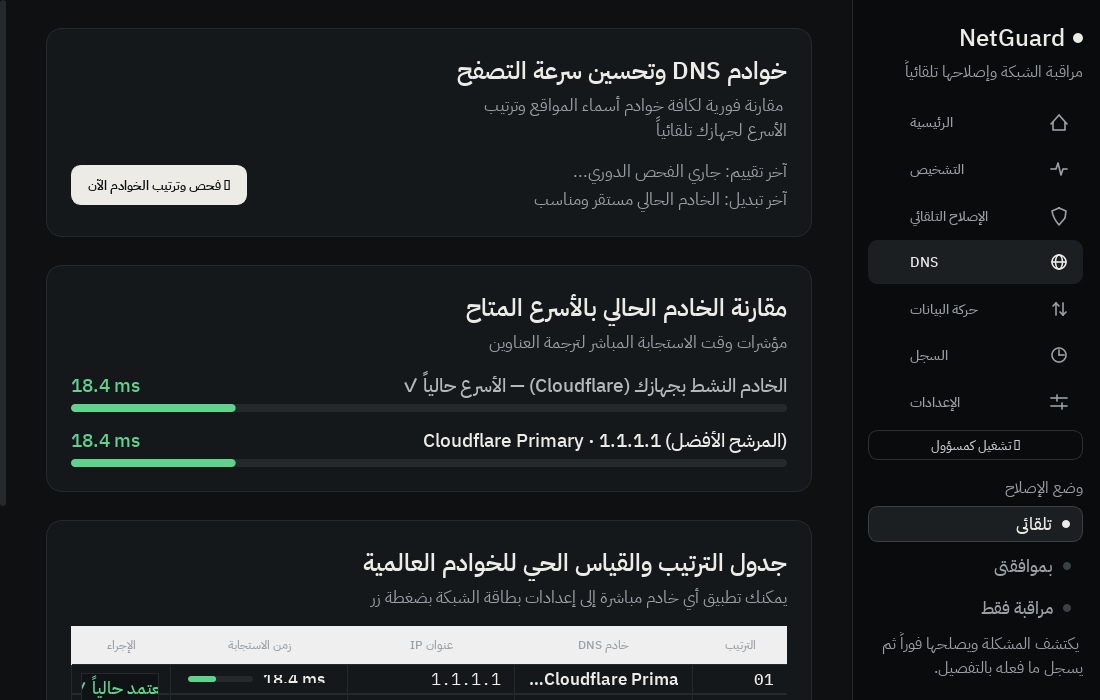 NetGuard
مراقبة الشبكة وإصلاحها تلقائياً
الرئيسية
التشخيص
الإصلاح التلقائي
DNS
حركة البيانات
السجل
الإعدادات
تشغيل كمسؤول
وضع الإصلاح
تلقائي
بموافقتي
مراقبة فقط
يكتشف المشكلة ويصلحها فوراً ثم
يسجل ما فعله بالتفصيل.
خوادم DNS وتحسين سرعة التصفح
مقارنة فورية لكافة خوادم أسماء المواقع وترتيب
الأسرع لجهازك تلقائياً
آخر تقييم: جاري الفحص الدوري...
آخر تبديل: الخادم الحالي مستقر ومناسب
فحص وترتيب الخوادم الآن
مقارنة الخادم الحالي بالأسرع المتاح
مؤشرات وقت الاستجابة المباشر لترجمة العناوين
الخادم النشط بجهازك (Cloudflare) — الأسرع حالياً ✓
18.4 ms
(المرشح الأفضل) Cloudflare Primary · 1.1.1.1
18.4 ms
جدول الترتيب والقياس الحي للخوادم العالمية
يمكنك تطبيق أي خادم مباشرة إلى إعدادات بطاقة الشبكة بضغطة زر
الترتيب خادم DNS عنوان IP زمن الاستجابة الإجراء
01 Cloudflare Prima... 1.1.1.1 18.4 ms حالياً